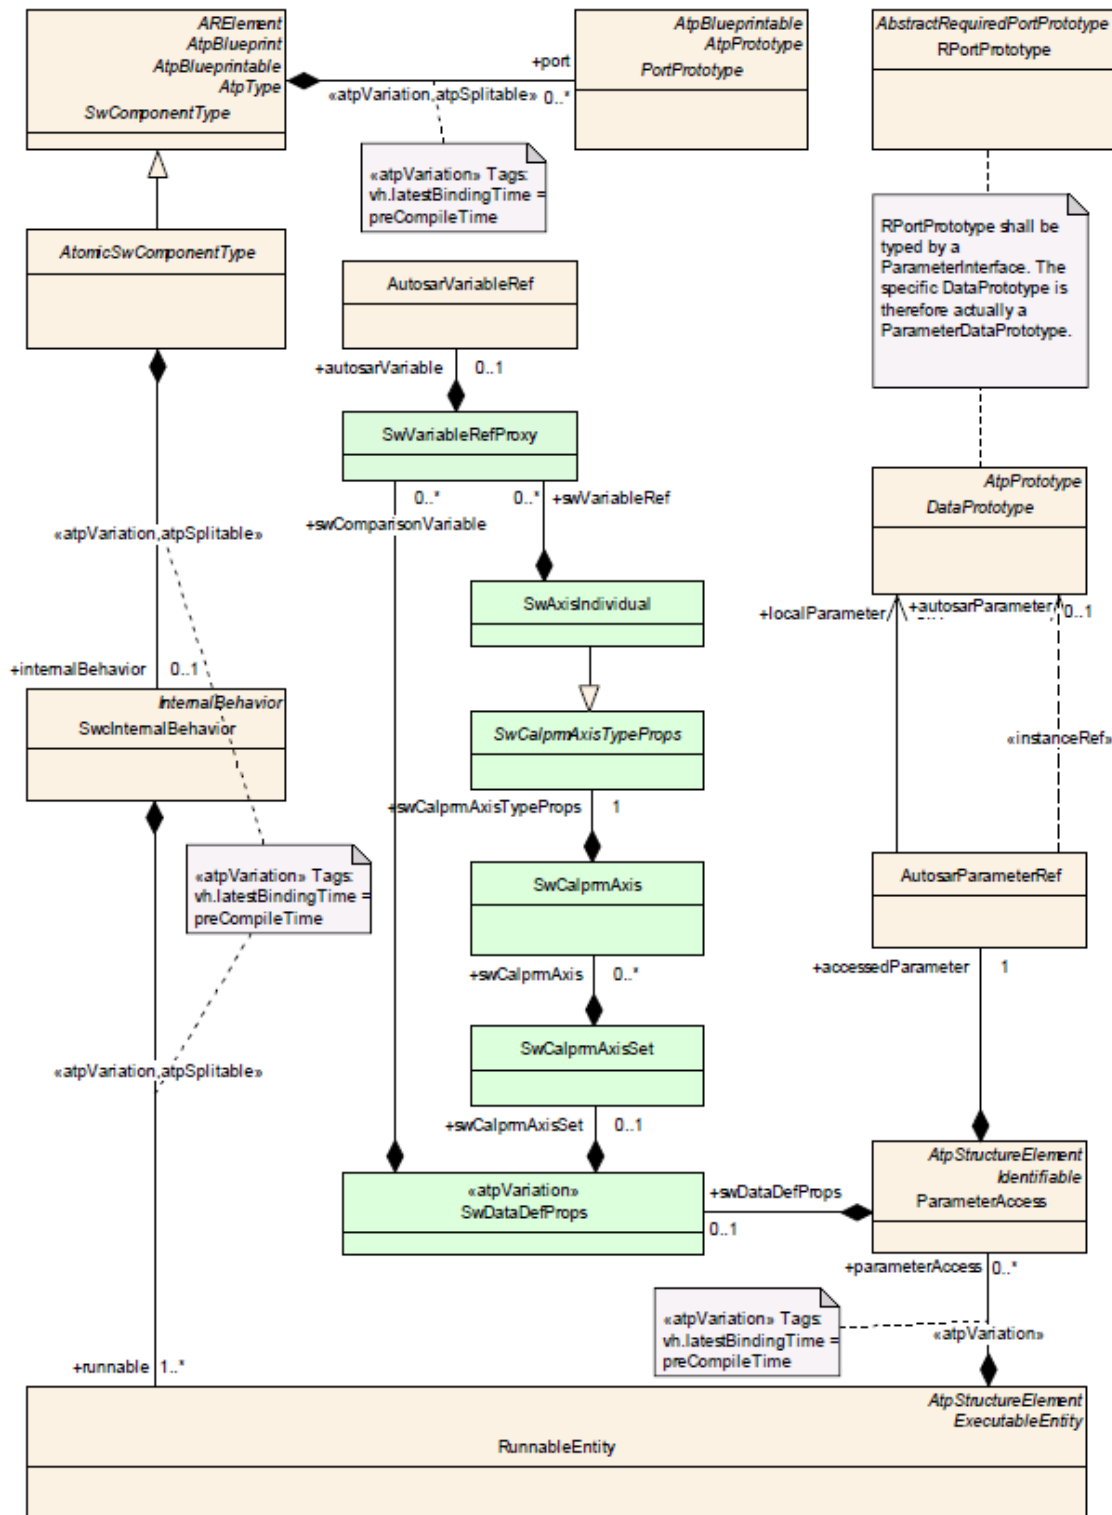 ARElement
AtpBlueprint
AtpBlueprintable
AtpType
SwComponentType
+port
«atpVariation,atpSplitable» 0..*
AtpBlueprintable
AtpPrototype
PortPrototype
AbstractRequiredPortPrototype
RPortPrototype
«atpVariation» Tags:
vh.latestBindingTime =
preCompileTime
RPortPrototype shall be
typed by a
ParameterInterface. The
specific DataPrototype is
therefore actually a
ParameterDataPrototype.
AtomicSwComponentType
AutosarVariableRef
+autosarVariable 0..1
SwVariableRefProxy
0..* 0..* +swVariableRef
+swComparisonVariable
AtpPrototype
DataPrototype
«atpVariation,atpSplitable»
SwAxisIndividual
+localParameter +autosarParameter 0..1
+internalBehavior 0..1
InternalBehavior
SwcInternalBehavior
SwCalprmAxisTypeProps
«instanceRef»
+swCalprmAxisTypeProps 1
«atpVariation» Tags:
vh.latestBindingTime =
preCompileTime
SwCalprmAxis
AutosarParameterRef
+swCalprmAxis 0..*
+accessedParameter 1
SwCalprmAxisSet
«atpVariation,atpSplitable»
+swCalprmAxisSet 0..1
«atpVariation»
SwDataDefProps
+swDataDefProps
0..1
AtpStructureElement
Identifiable
ParameterAccess
+parameterAccess 0..*
«atpVariation» Tags:
vh.latestBindingTime =
preCompileTime
«atpVariation»
+runnable 1..*
AtpStructureElement
ExecutableEntity
RunnableEntity